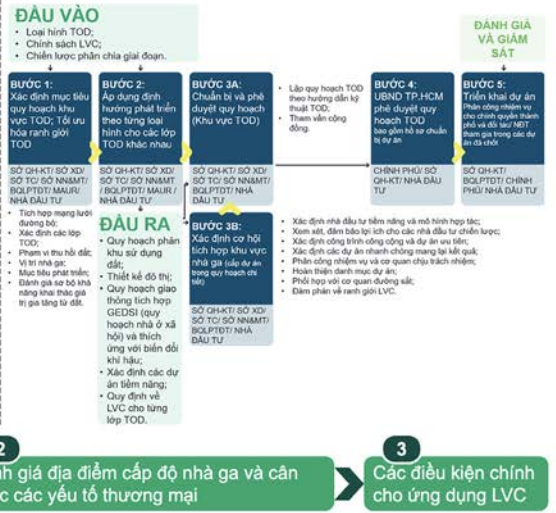 ĐẦU VÀO
• Loại hình TOD;
• Chính sách LVC;
• Chiến lược phân chia giai đoạn.
ĐÁNH GIÁ
VÀ GIÁM
SÁT
BƯỚC 1:
Xác định mục tiêu
quy hoạch khu
vực TOD; Tối ưu
hóa ranh giới
TOD
SỞ QH-KT/ SỞ XD/
SỞ TC/ SỞ NN&MT/
BQLPTĐT/ MAUR/
NHÀ ĐẦU TƯ
• Tích hợp mạng lưới
đường bộ;
• Xác định các lớp
TOD;
• Phạm vi thu hồi đất;
• Vị trí nhà ga;
• Mục tiêu phát triển;
• Đánh giá sơ bộ khả
năng khai thác giá
trị gia tăng từ đất.
BƯỚC 2:
Áp dụng định
hướng phát triển
theo từng loại
hình cho các lớp
TOD khác nhau
SỞ QH-KT/ SỞ XD/
SỞ TC/ SỞ NN&MT
/ BQLPTĐT/ MAUR /
NHÀ ĐẦU TƯ
ĐẦU RA
• Quy hoạch phân
khu sử dụng
đất;
• Thiết kế đô thị;
• Quy hoạch giao
thông tích hợp
GEDSI (quy
hoạch nhà ở xã
hội) và thích
ứng với biến đổi
khí hậu;
• Xác định các dự
án tiềm năng;
• Quy định về
LVC cho từng
lớp TOD.
BƯỚC 3A:
Chuẩn bị và phê
duyệt quy hoạch
(Khu vực TOD)
SỞ QH-KT/ SỞ XD/
SỞ TC/ SỞ NN&MT/
BQLPTĐT/ NHÀ
ĐẦU TƯ
• Lập quy hoạch TOD
theo hướng dẫn kỹ
thuật TOD;
• Tham vấn cộng
đồng.
BƯỚC 3B:
Xác định cơ hội
tích hợp khu vực
nhà ga (cấp dự án
trong quy hoạch chi
tiết)
SỞ QH-KT/ SỞ XD/
SỞ TC/ SỞ NN&MT/
BQLPTĐT/ NHÀ
ĐẦU TƯ
• Xác định nhà đầu tư tiềm năng và mô hình hợp tác;
• Xem xét, đảm bảo lợi ích cho các nhà đầu tư chiến lược;
• Xác định công trình công cộng và dự án ưu tiên;
• Xác định các dự án nhanh chóng mang lại kết quả;
• Phân công nhiệm vụ và cơ quan chịu trách nhiệm;
• Hoàn thiện danh mục dự án;
• Phối hợp với cơ quan đường sắt;
• Đàm phán về ranh giới LVC.
BƯỚC 4:
UBND TP.HCM
phê duyệt quy
hoạch TOD
bao gồm hồ sơ chuẩn
bị dự án
CHÍNH PHỦ/ SỞ
QH-KT/ NHÀ ĐẦU
TƯ
BƯỚC 5:
Triển khai dự án
Phân công nhiệm vụ
cho chính quyền thành
phố và đối tác/ NĐT
tham gia trong các dự
án đã chốt
SỞ QH-KT/
BQLPTĐT/ CHÍNH
PHỦ/ NHÀ ĐẦU TƯ
2
nh giá địa điểm cấp độ nhà ga và cân
c các yếu tố thương mại
3
Các điều kiện chính
cho ứng dụng LVC